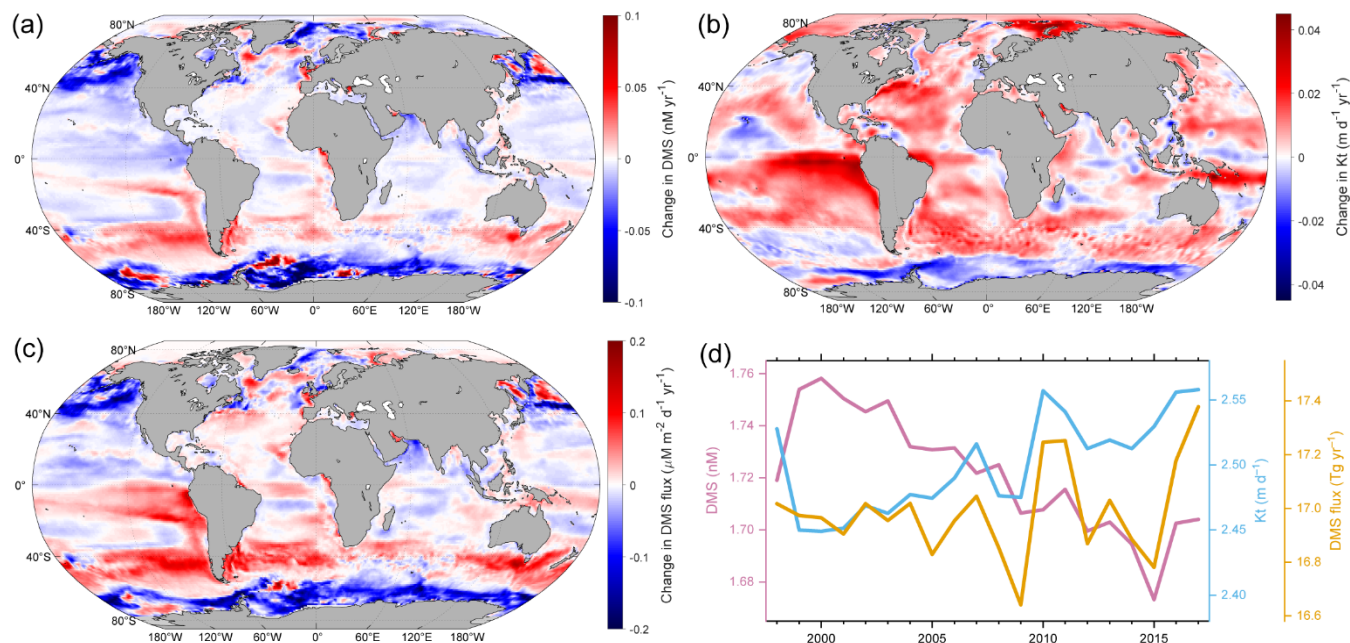 (a)
80°N
40°N
0°
40°S
80°S
180°W 120°W 60°W 0° 60°E 120°E 180°W
0.1
0.05
0
-0.05
-0.1
Change in DMS (nM yr⁻¹)
(b)
80°N
40°N
0°
40°S
80°S
180°W 120°W 60°W 0° 60°E 120°E 180°W
0.04
0.02
0
-0.02
-0.04
Change in Kt (m d⁻¹ yr⁻¹)
(c)
80°N
40°N
0°
40°S
80°S
180°W 120°W 60°W 0° 60°E 120°E 180°W
0.2
0.1
0
-0.1
-0.2
Change in DMS flux (μM m⁻² d⁻¹ yr⁻¹)
(d)
1.76
1.74
1.72
1.70
1.68
DMS (nM)
2000 2005 2010 2015
2.55
2.50
2.45
2.40
Kt (m d⁻¹)
17.4
17.2
17.0
16.8
16.6
DMS flux (Tg yr⁻¹)